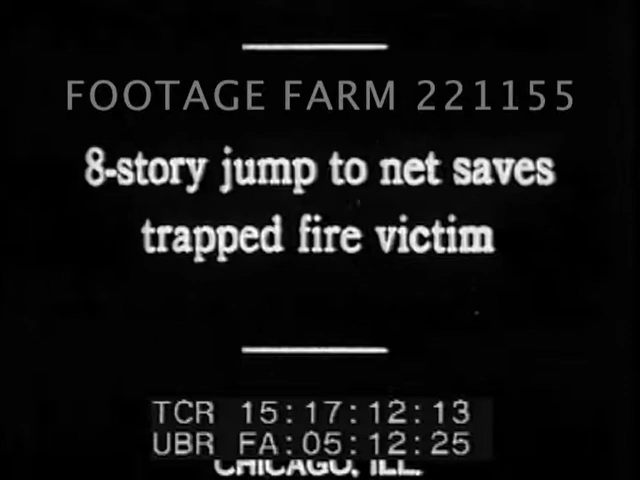 FOOTAGE FARM 221155
8-story jump to net saves
trapped fire victim
TCR 15:17:12:13
UBR FA:05:12:25
CHICAGO, ILL.